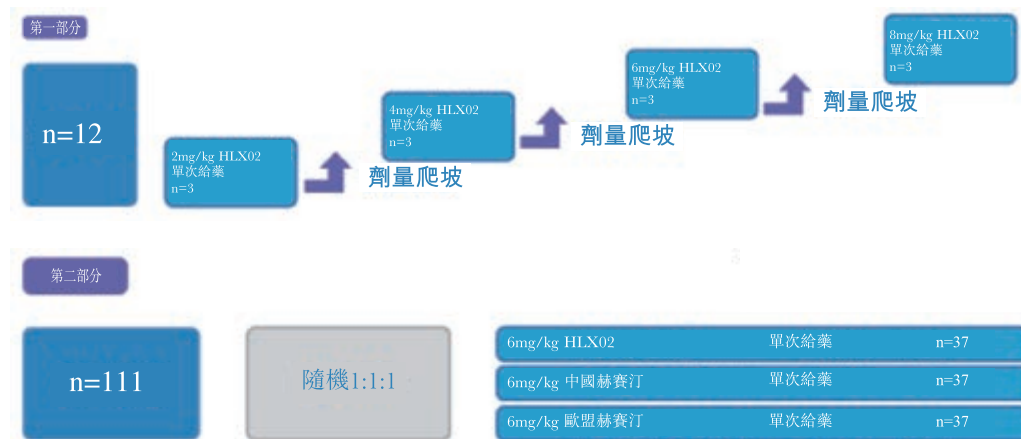 第一部分
n=12
2mg/kg HLX02
單次給藥
n=3
劑量爬坡
4mg/kg HLX02
單次給藥
n=3
劑量爬坡
6mg/kg HLX02
單次給藥
n=3
劑量爬坡
8mg/kg HLX02
單次給藥
n=3
第二部分
n=111
隨機1:1:1
6mg/kg HLX02 單次給藥 n=37
6mg/kg 中國赫賽汀 單次給藥 n=37
6mg/kg 歐盟赫賽汀 單次給藥 n=37